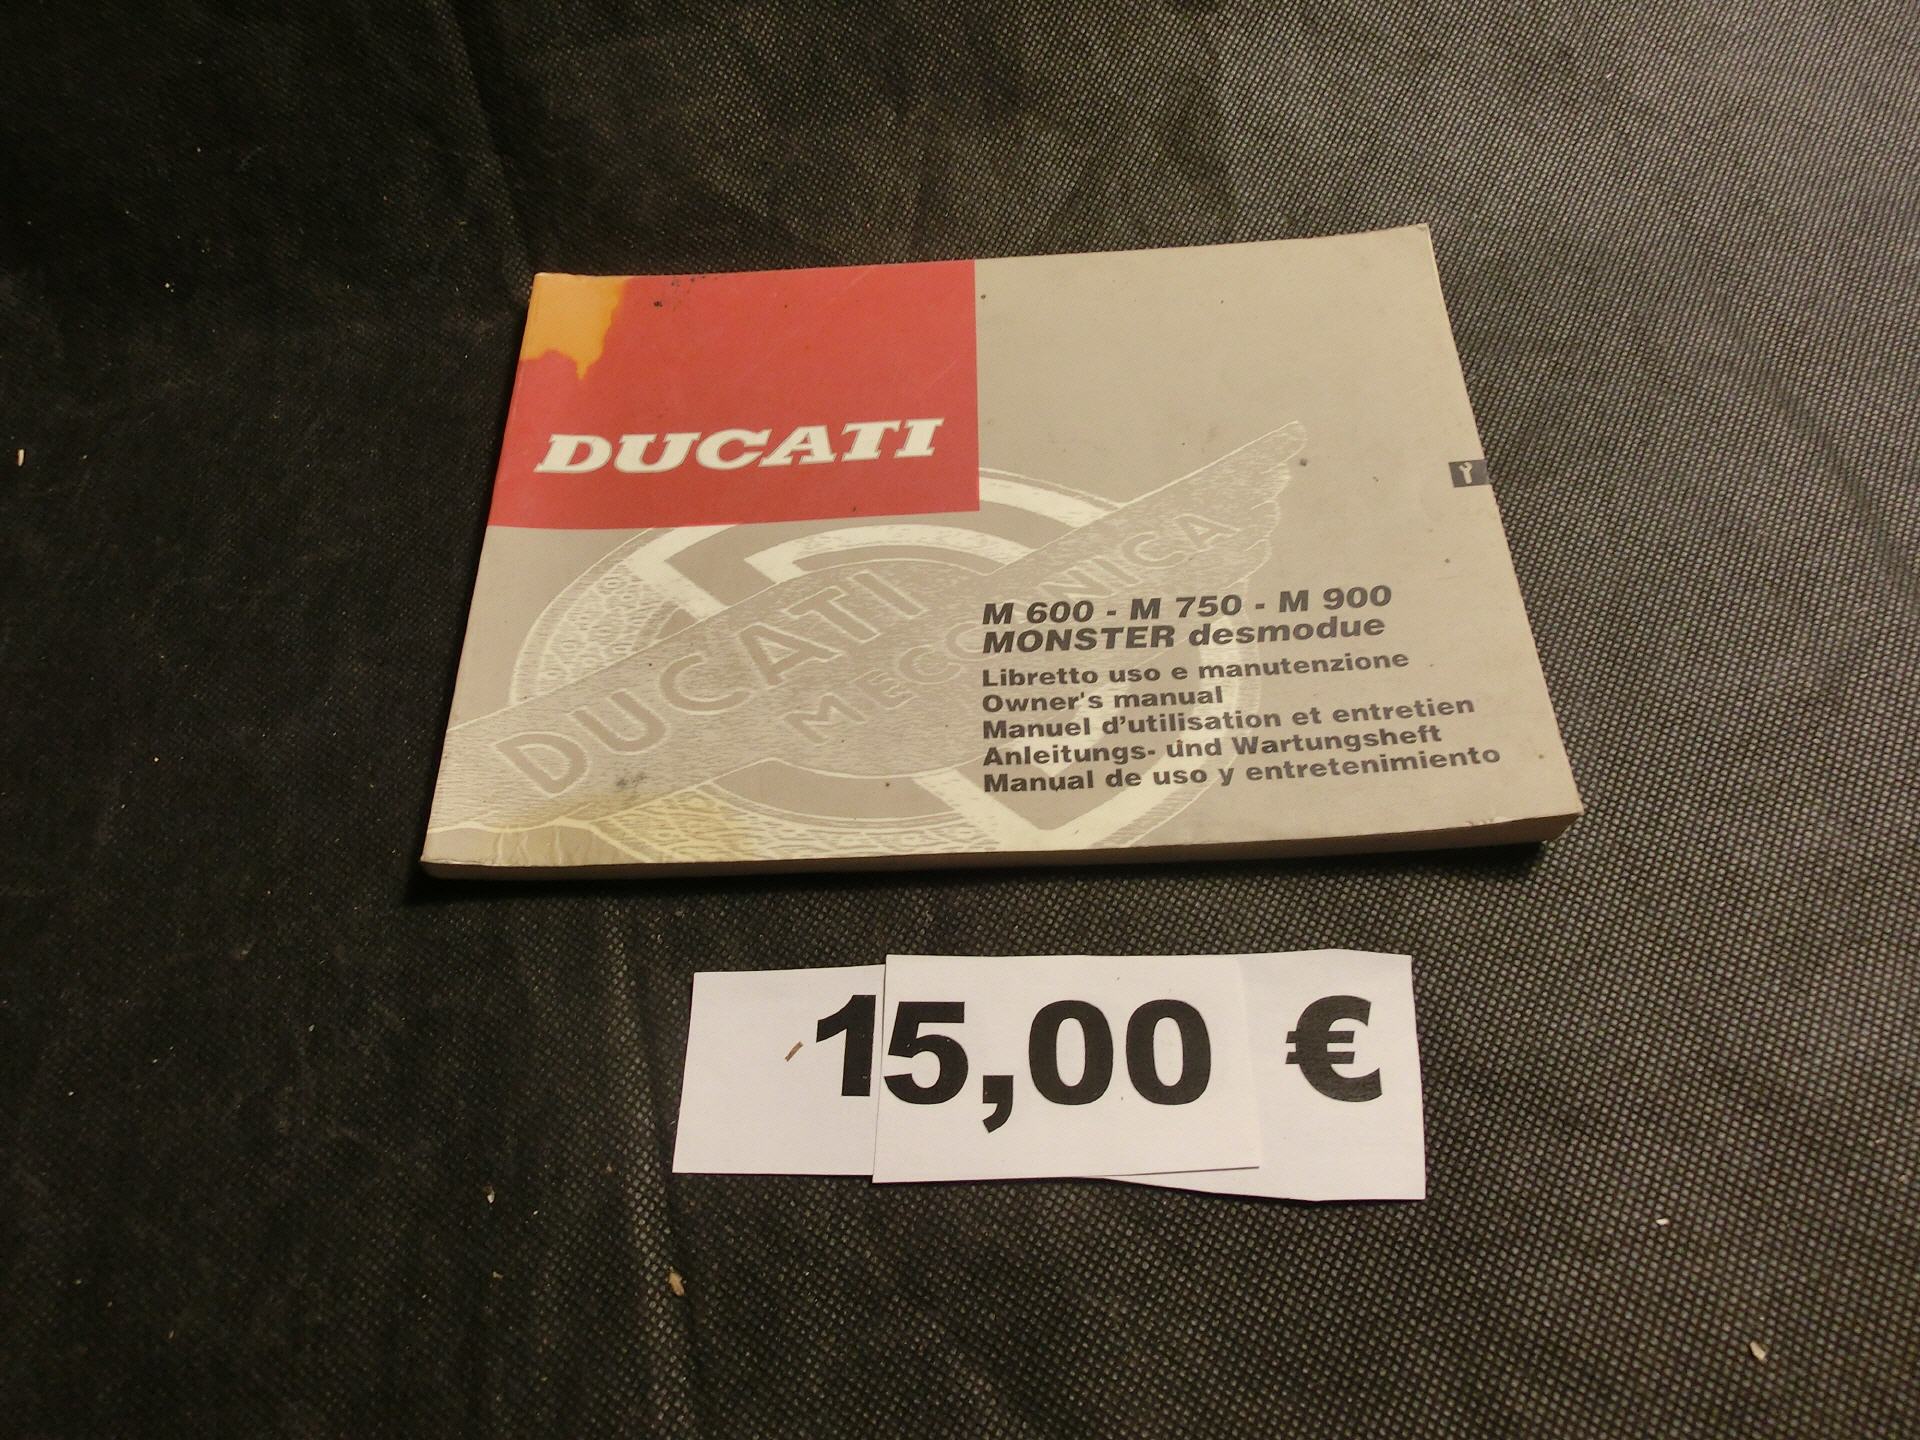 DUCATI
DUCATI
MECCANICA
M 600 - M 750 - M 900
MONSTER desmodue
Libretto uso e manutenzione
Owner's manual
Manuel d'utilisation et entretien
Anleitungs- und Wartungsheft
Manual de uso y entretenimiento
15,00 €